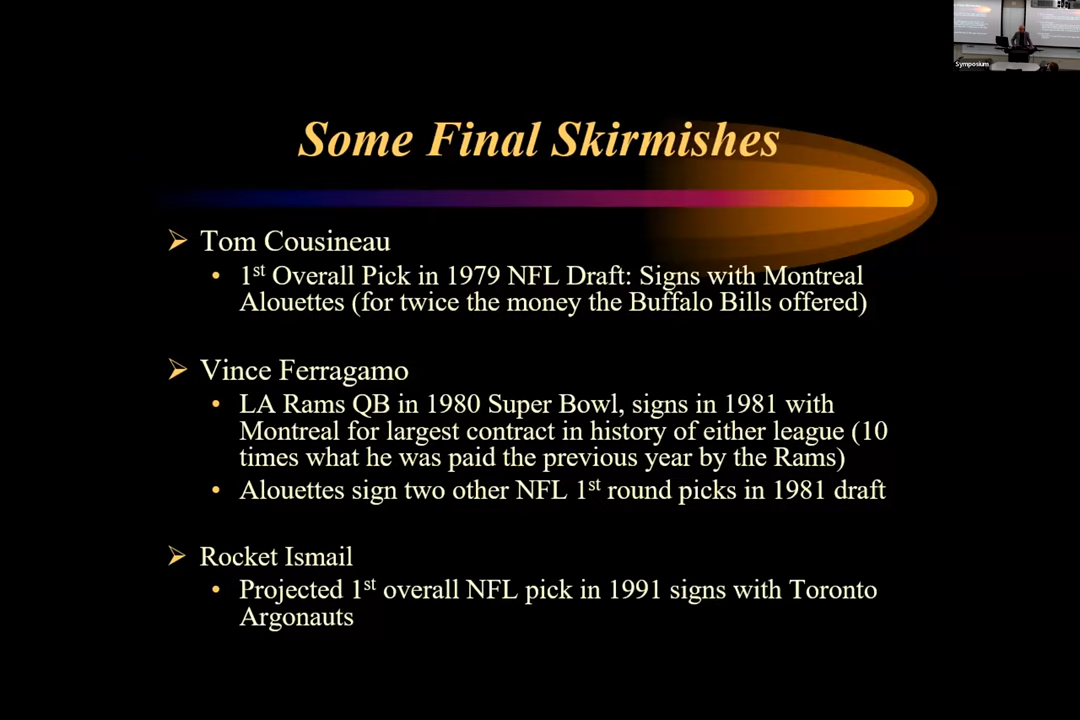 Symposium
Some Final Skirmishes
➢ Tom Cousineau
• 1st Overall Pick in 1979 NFL Draft: Signs with Montreal
Alouettes (for twice the money the Buffalo Bills offered)
➢ Vince Ferragamo
• LA Rams QB in 1980 Super Bowl, signs in 1981 with
Montreal for largest contract in history of either league (10
times what he was paid the previous year by the Rams)
• Alouettes sign two other NFL 1st round picks in 1981 draft
➢ Rocket Ismail
• Projected 1st overall NFL pick in 1991 signs with Toronto
Argonauts